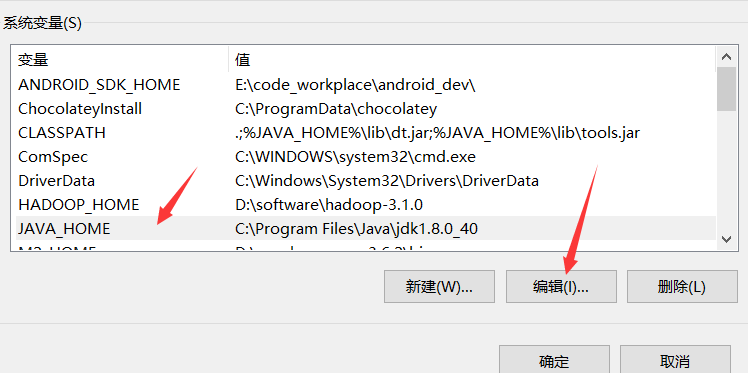 系统变量(S)
变量 值
ANDROID_SDK_HOME E:\code_workplace\android_dev\
ChocolateyInstall C:\ProgramData\chocolatey
CLASSPATH .;%JAVA_HOME%\lib\dt.jar;%JAVA_HOME%\lib\tools.jar
ComSpec C:\WINDOWS\system32\cmd.exe
DriverData C:\Windows\System32\Drivers\DriverData
HADOOP_HOME D:\software\hadoop-3.1.0
JAVA_HOME C:\Program Files\Java\jdk1.8.0_40
新建(W)... 编辑(I)... 删除(L)
确定 取消